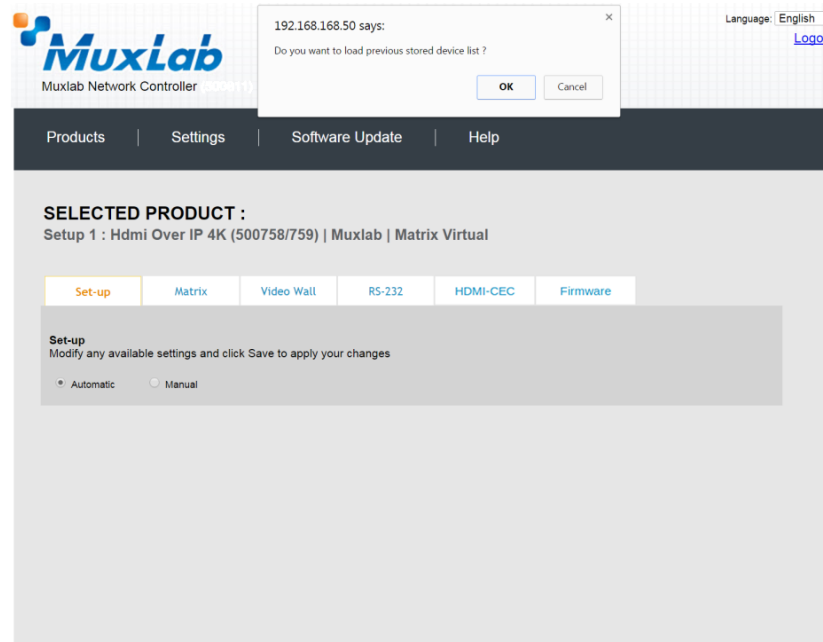 192.168.168.50 says:
Do you want to load previous stored device list ?
OK
Cancel
Language: English
Logo
MuxLab
Muxlab Network Controller
Products
Settings
Software Update
Help
SELECTED PRODUCT :
Setup 1 : Hdmi Over IP 4K (500758/759) | Muxlab | Matrix Virtual
Set-up
Matrix
Video Wall
RS-232
HDMI-CEC
Firmware
Set-up
Modify any available settings and click Save to apply your changes
Automatic
Manual